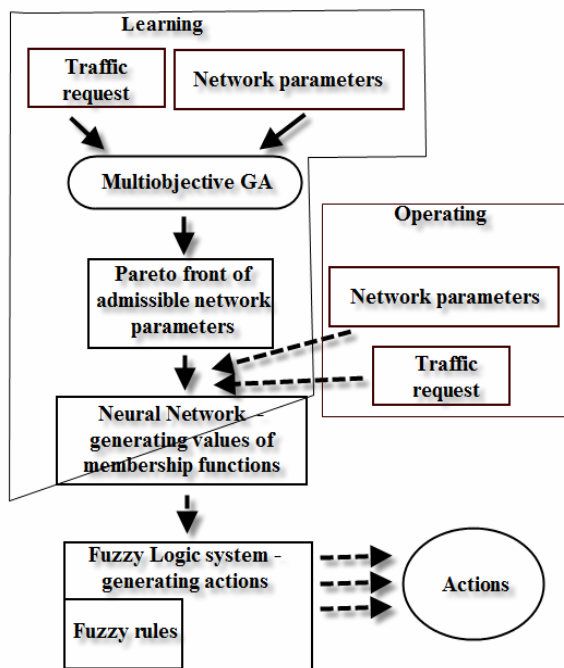 Learning
Traffic
request
Network parameters
Multiobjective GA
Operating
Pareto front of
admissible network
parameters
Network parameters
Traffic
request
Neural Network -
generating values of
membership functions
Fuzzy Logic system -
generating actions
Fuzzy rules
Actions